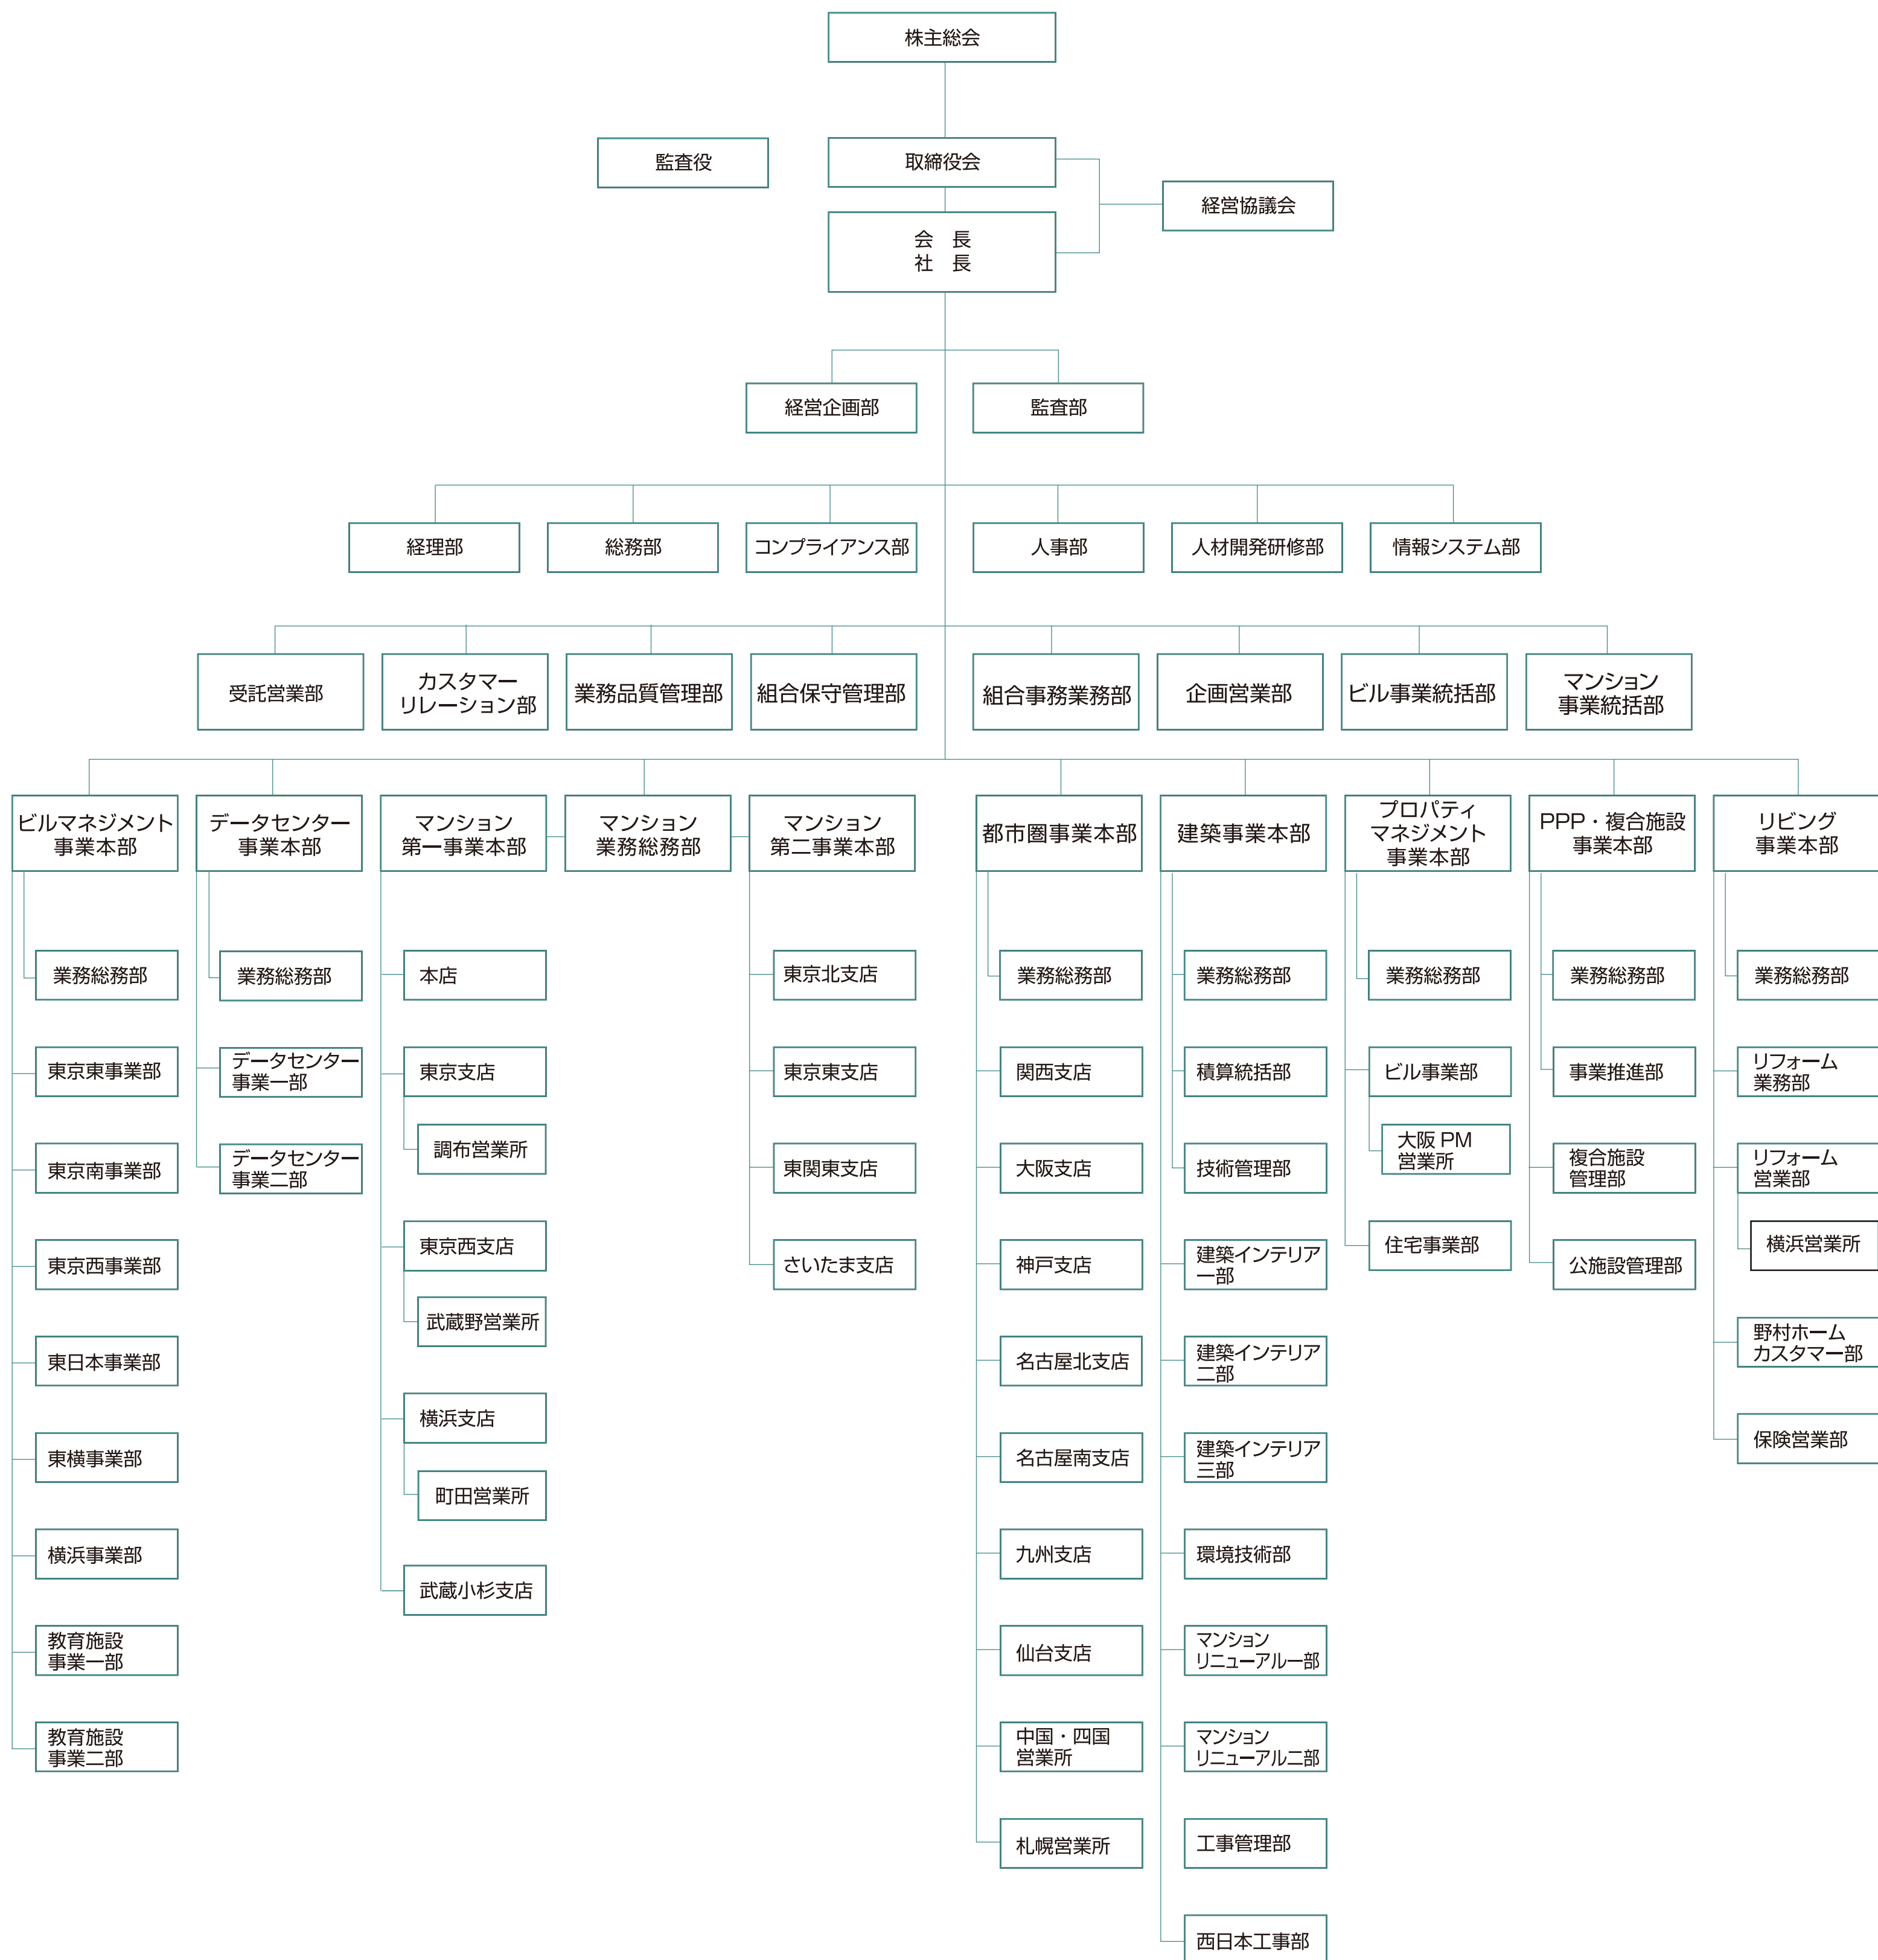 株主総会
監査役
取締役会
経営協議会
会　長
社　長
経営企画部
監査部
経理部
総務部
コンプライアンス部
人事部
人材開発研修部
情報システム部
受託営業部
カスタマー
リレーション部
業務品質管理部
組合保守管理部
組合事務業務部
企画営業部
ビル事業統括部
マンション
事業統括部
ビルマネジメント
事業本部
業務総務部
東京東事業部
東京南事業部
東京西事業部
東日本事業部
東横事業部
横浜事業部
教育施設
事業一部
教育施設
事業二部
データセンター
事業本部
業務総務部
データセンター
事業一部
データセンター
事業二部
マンション
第一事業本部
本店
東京支店
調布営業所
東京西支店
武蔵野営業所
横浜支店
町田営業所
武蔵小杉支店
マンション
業務総務部
マンション
第二事業本部
東京北支店
東京東支店
東関東支店
さいたま支店
都市圏事業本部
業務総務部
関西支店
大阪支店
神戸支店
名古屋北支店
名古屋南支店
九州支店
仙台支店
中国・四国
営業所
札幌営業所
建築事業本部
業務総務部
積算統括部
技術管理部
建築インテリア
一部
建築インテリア
二部
建築インテリア
三部
環境技術部
マンション
リニューアル一部
マンション
リニューアル二部
工事管理部
西日本工事部
プロパティ
マネジメント
事業本部
業務総務部
ビル事業部
大阪 PM
営業所
住宅事業部
PPP・複合施設
事業本部
業務総務部
事業推進部
複合施設
管理部
公施設管理部
リビング
事業本部
業務総務部
リフォーム
業務部
リフォーム
営業部
横浜営業所
野村ホーム
カスタマー部
保険営業部